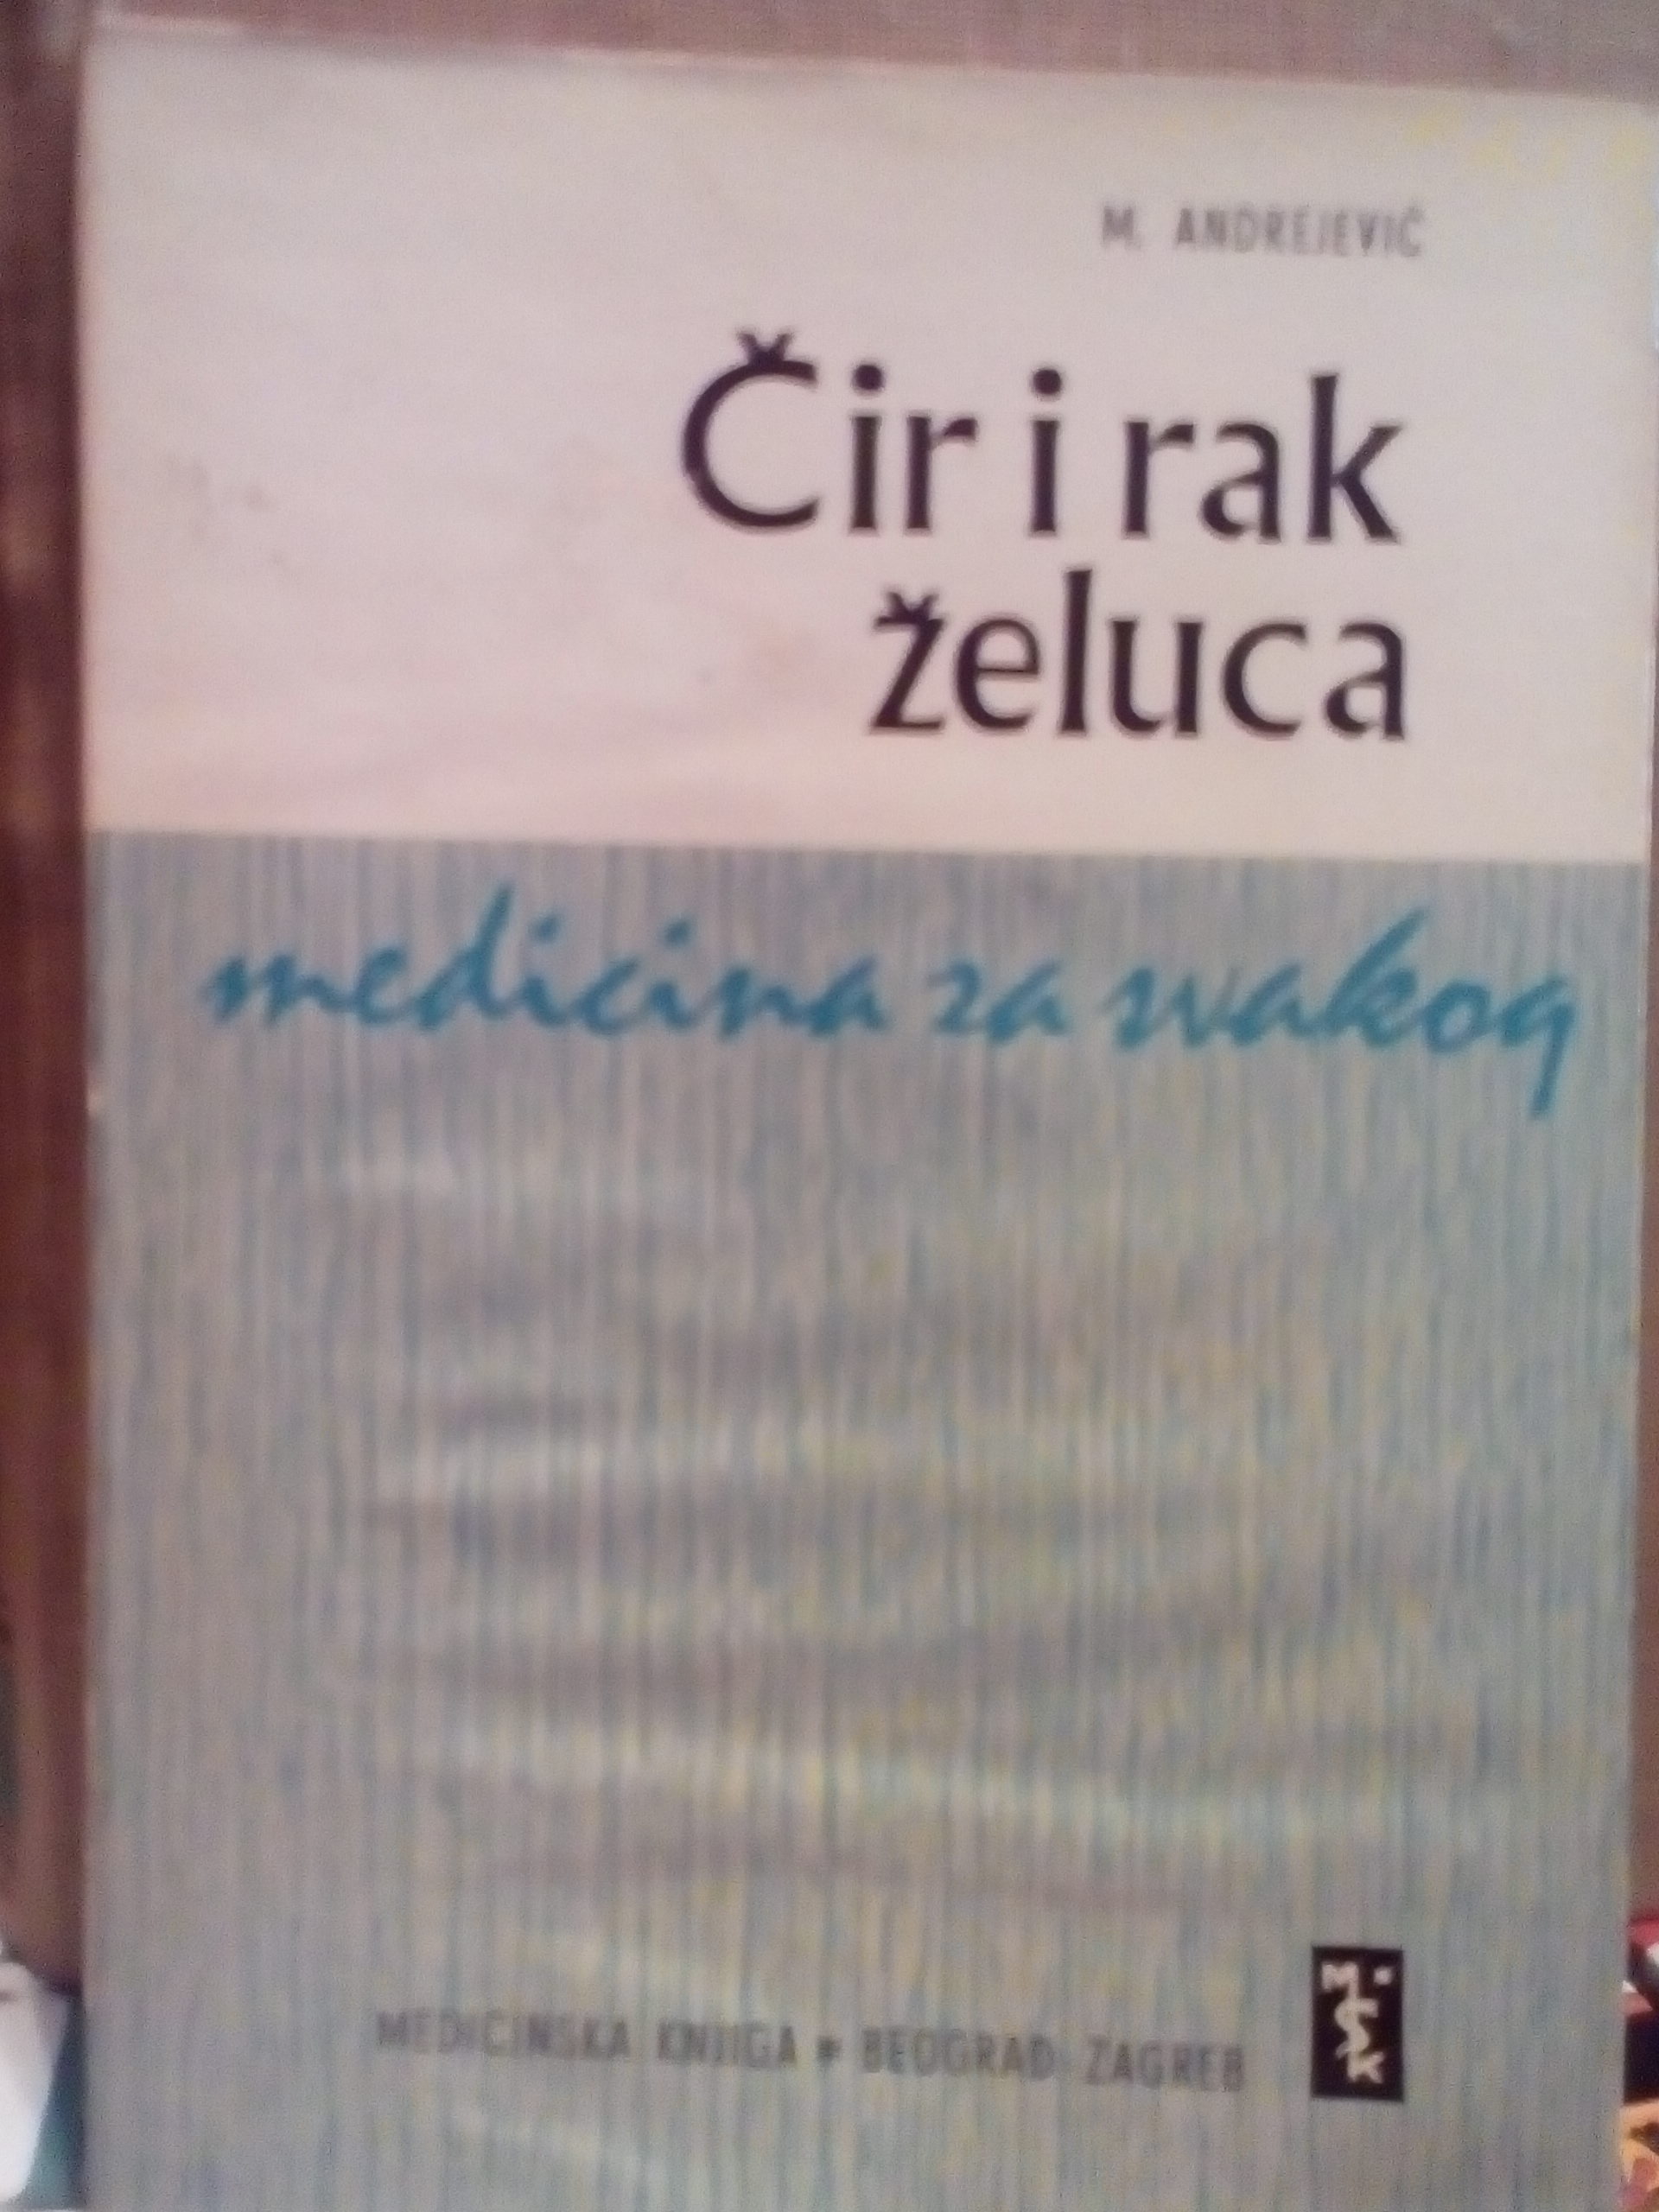 M. ANDREJEVIĆ
Čir i rak
želuca
medicina za svakog
MEDICINSKA KNJIGA • BEOGRAD - ZAGREB
M
S
K